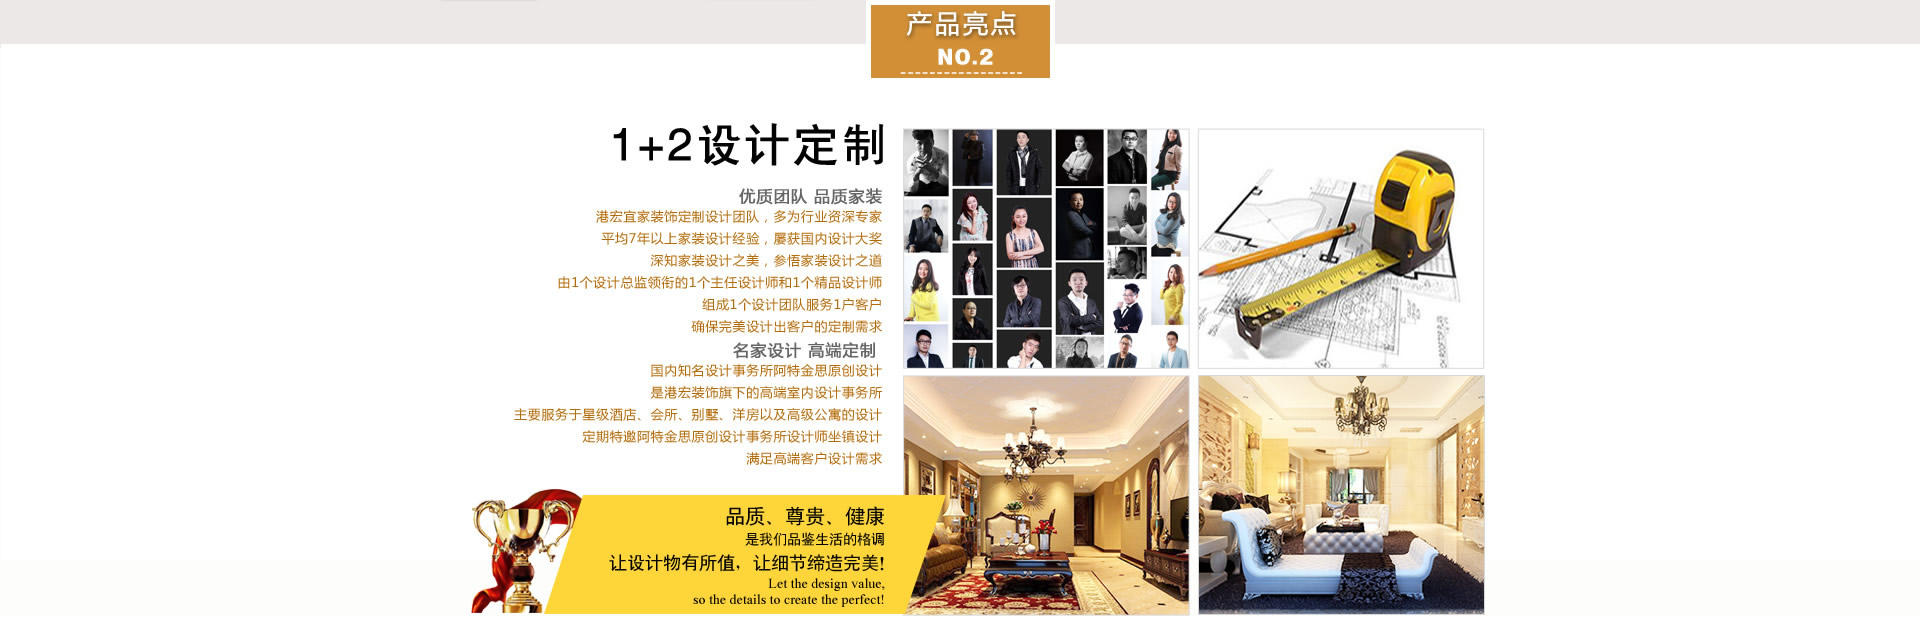 产品亮点
NO.2
1+2设计定制
优质团队 品质家装
港宏宜家装饰定制设计团队，多为行业资深专家
平均7年以上家装设计经验，屡获国内设计大奖
深知家装设计之美，参悟家装设计之道
由1个设计总监领衔的1个主任设计师和1个精品设计师
组成1个设计团队服务1户客户
确保完美设计出客户的定制需求
名家设计 高端定制
国内知名设计事务所阿特金思原创设计
是港宏装饰旗下的高端室内设计事务所
主要服务于星级酒店、会所、别墅、洋房以及高级公寓的设计
定期特邀阿特金思原创设计事务所设计师坐镇设计
满足高端客户设计需求
品质、尊贵、健康
是我们品鉴生活的格调
让设计物有所值，让细节缔造完美!
Let the design value,
so the details to create the perfect!